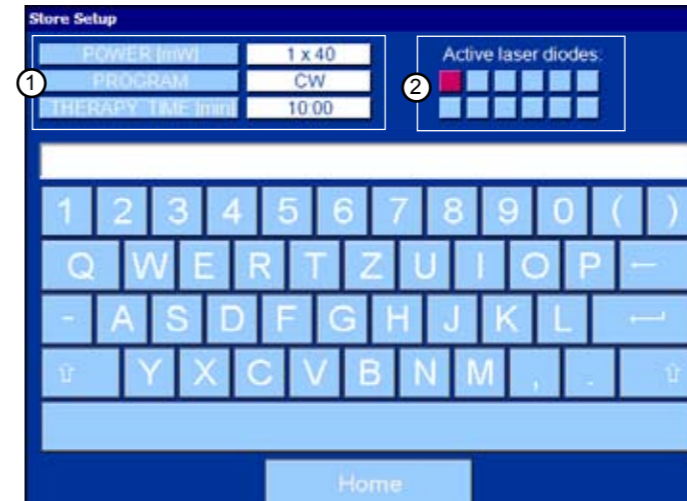 Store Setup
POWER [mW] 1 x 40
PROGRAM CW
THERAPY TIME [min] 10:00
1
Active laser diodes:
2
1 2 3 4 5 6 7 8 9 0 ( )
Q W E R T Z U I O P ←
- A S D F G H J K L ↵
⇧ Y X C V B N M , . ⇧
Home